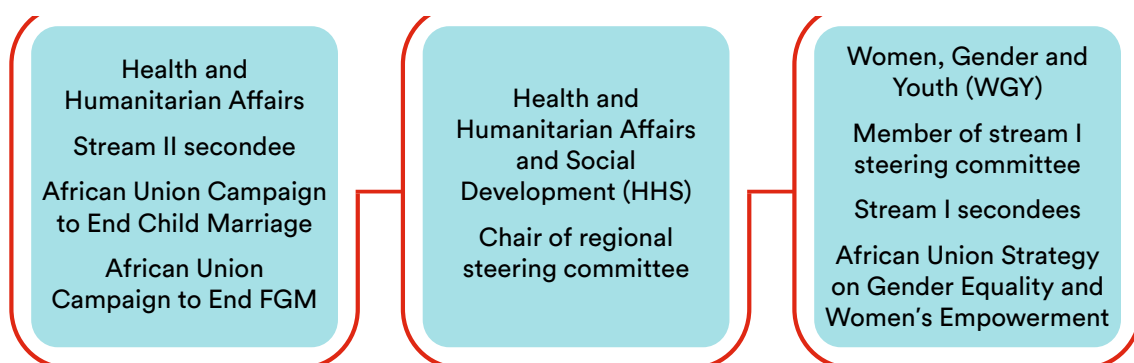 Health and
Humanitarian Affairs
Stream II secondee
African Union Campaign
to End Child Marriage
African Union
Campaign to End FGM
Health and
Humanitarian Affairs
and Social
Development (HHS)
Chair of regional
steering committee
Women, Gender and
Youth (WGY)
Member of stream I
steering committee
Stream I secondees
African Union Strategy
on Gender Equality and
Women's Empowerment